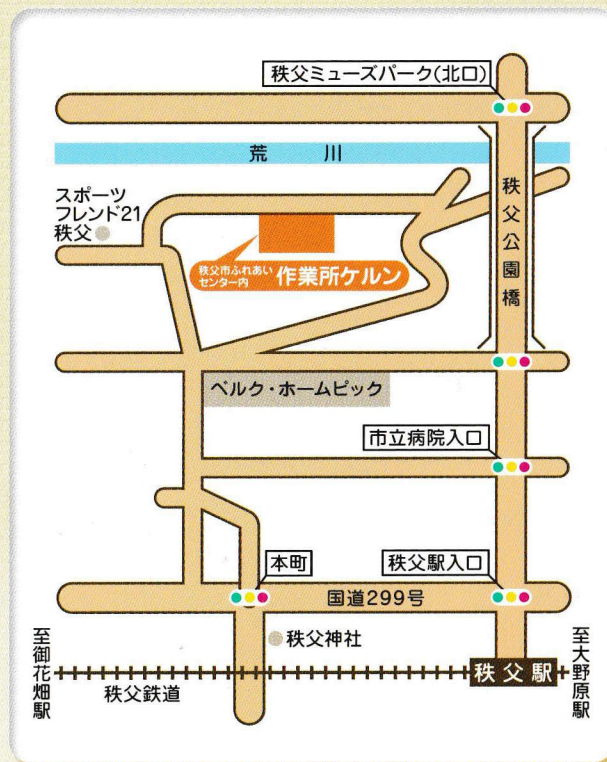 秩父ミューズパーク(北口)
荒川
スポーツ
フレンド21
秩父
秩父公園橋
秩父市ふれあい
センター内
作業所ケルン
ベルク・ホームピック
市立病院入口
本町
秩父駅入口
国道299号
秩父神社
至御花畑駅
秩父鉄道
秩父駅
至大野原駅